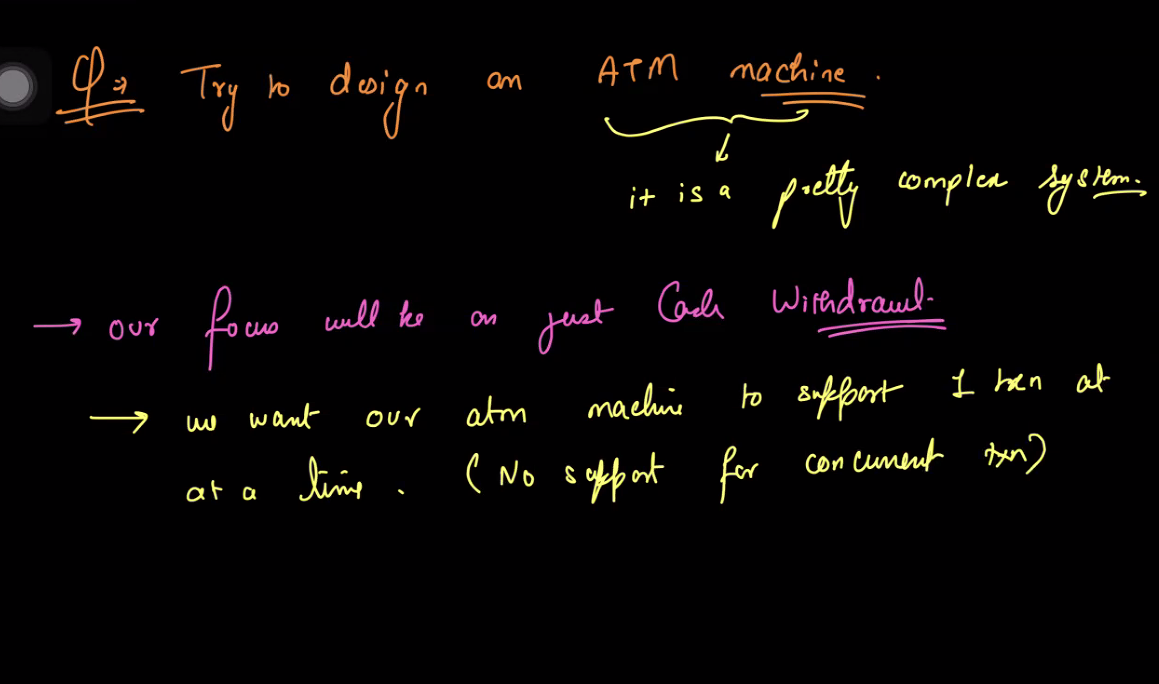 Q → Try to design an ATM machine.
it is a pretty complex system.
→ our focus will be on just Cash Withdrawl.
→ we want our atm machine to support 1 txn at
at a time. (No support for concurrent txn)